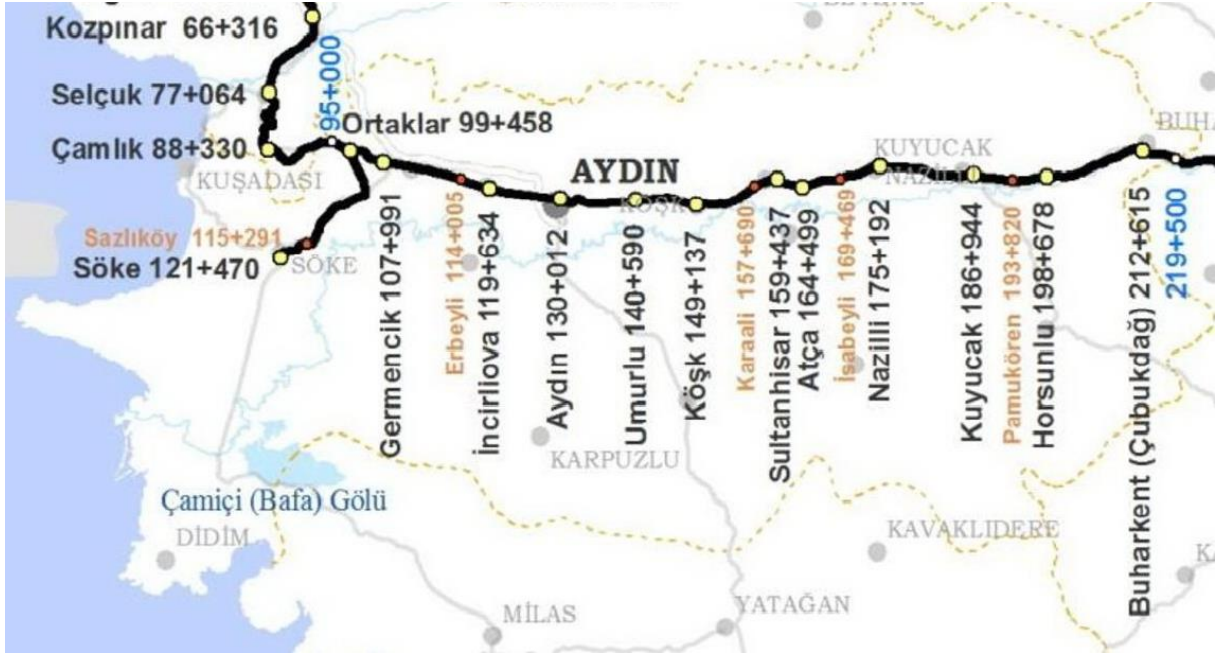 Kozpınar 66+316
Selçuk 77+064
95+000
Ortaklar 99+458
Çamlık 88+330
KUŞADASI
AYDIN
KUYUCAK
NAZİLLİ
KÖŞK
Sazlıköy 115+291
Söke 121+470
SÖKE
Germencik 107+991
Erbeyli 114+005
İncirliova 119+634
Aydın 130+012
Umurlu 140+590
Köşk 149+137
Karaali 157+690
Sultanhisar 159+437
Atça 164+499
İsabeyli 169+469
Nazilli 175+192
Kuyucak 186+944
Pamukören 193+820
Horsunlu 198+678
Buharkent (Çubukdağ) 212+615
219+500
KARPUZLU
Çamiçi (Bafa) Gölü
DİDİM
KAVAKLIDERE
MİLAS
YATAĞAN